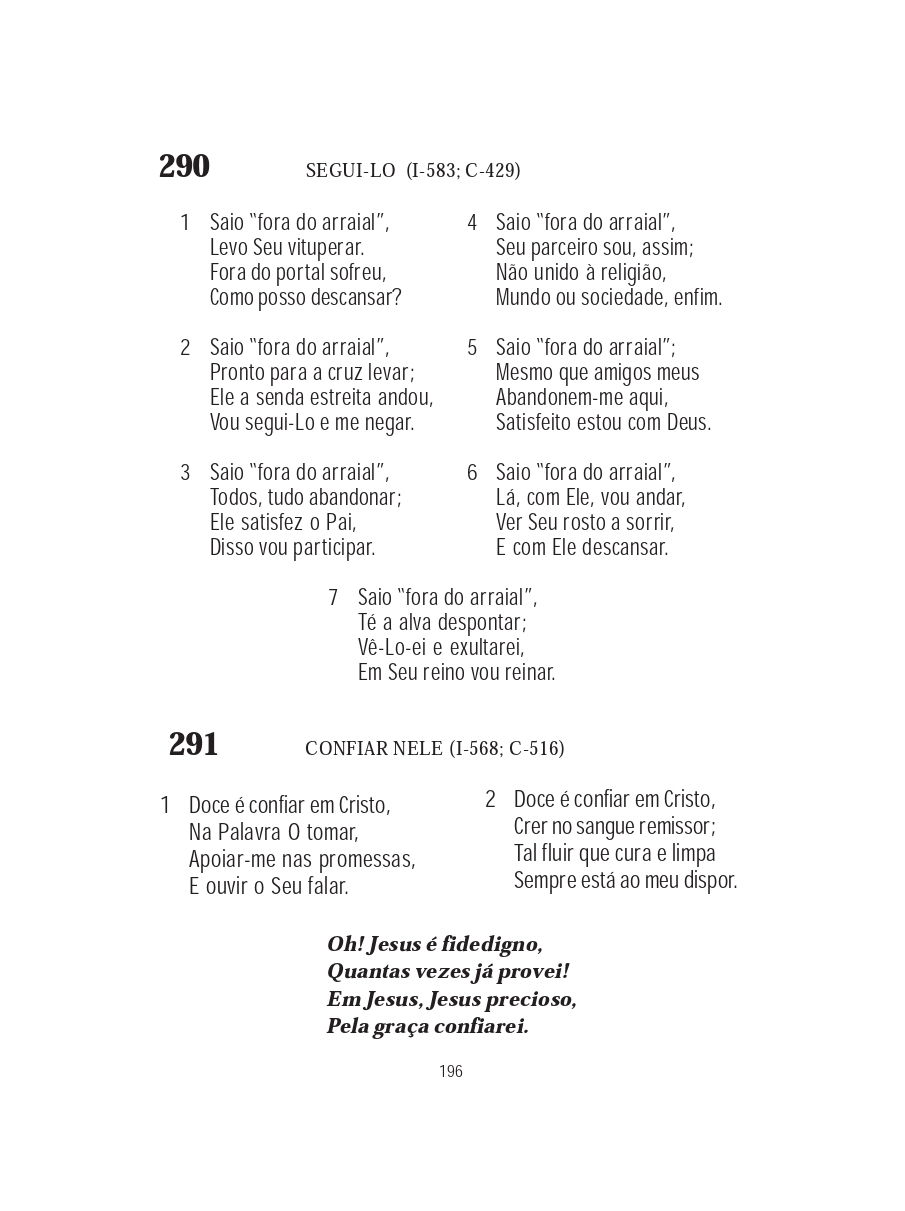 290 SEGUI-LO (I-583; C-429)
1 Saio “fora do arraial”,
Levo Seu vituperar.
Fora do portal sofreu,
Como posso descansar?
2 Saio “fora do arraial”,
Pronto para a cruz levar;
Ele a senda estreita andou,
Vou segui-Lo e me negar.
3 Saio “fora do arraial”,
Todos, tudo abandonar;
Ele satisfez o Pai,
Disso vou participar.
4 Saio “fora do arraial”,
Seu parceiro sou, assim;
Não unido à religião,
Mundo ou sociedade, enfim.
5 Saio “fora do arraial”;
Mesmo que amigos meus
Abandonem-me aqui,
Satisfeito estou com Deus.
6 Saio “fora do arraial”,
Lá, com Ele, vou andar,
Ver Seu rosto a sorrir,
E com Ele descansar.
7 Saio “fora do arraial”,
Té a alva despontar;
Vê-Lo-ei e exultarei,
Em Seu reino vou reinar.
291 CONFIAR NELE (I-568; C-516)
1 Doce é confiar em Cristo,
Na Palavra O tomar,
Apoiar-me nas promessas,
E ouvir o Seu falar.
2 Doce é confiar em Cristo,
Crer no sangue remissor;
Tal fluir que cura e limpa
Sempre está ao meu dispor.
Oh! Jesus é fidedigno,
Quantas vezes já provei!
Em Jesus, Jesus precioso,
Pela graça confiarei.
196